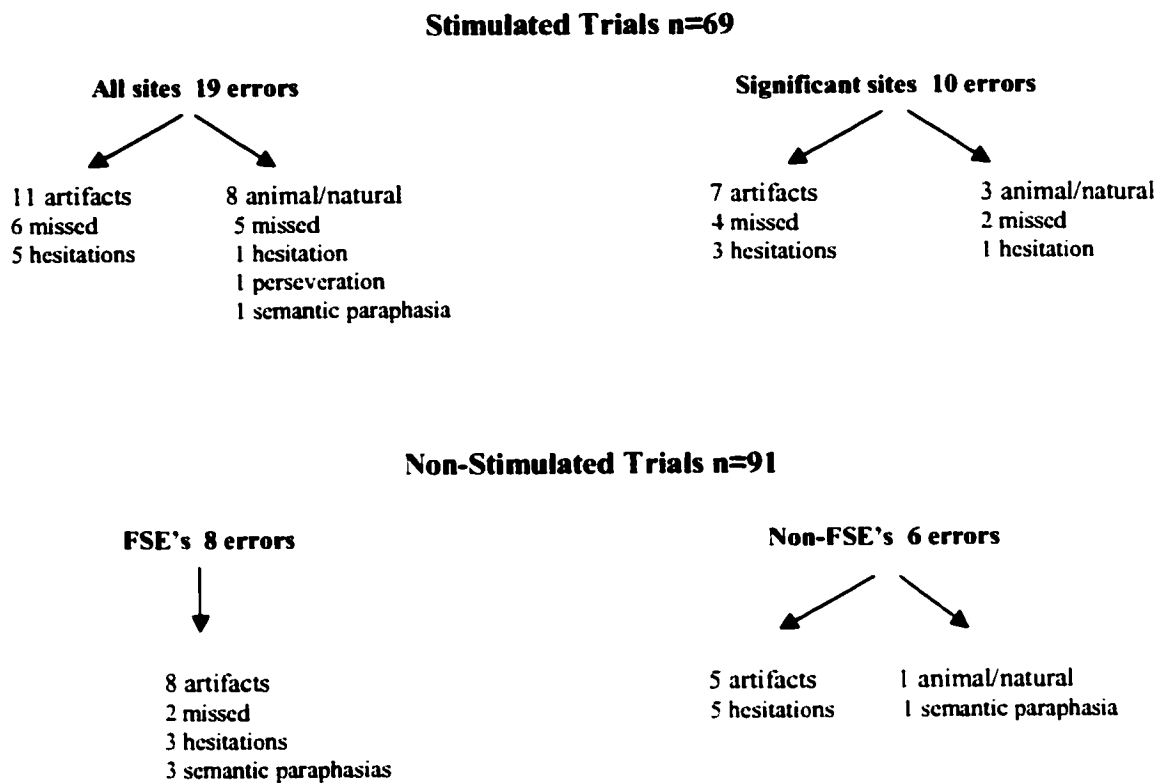 Stimulated Trials n=69
All sites 19 errors
11 artifacts
6 missed
5 hesitations
8 animal/natural
5 missed
1 hesitation
1 perseveration
1 semantic paraphasia
Significant sites 10 errors
7 artifacts
4 missed
3 hesitations
3 animal/natural
2 missed
1 hesitation
Non-Stimulated Trials n=91
FSE's 8 errors
8 artifacts
2 missed
3 hesitations
3 semantic paraphasias
Non-FSE's 6 errors
5 artifacts
5 hesitations
1 animal/natural
1 semantic paraphasia